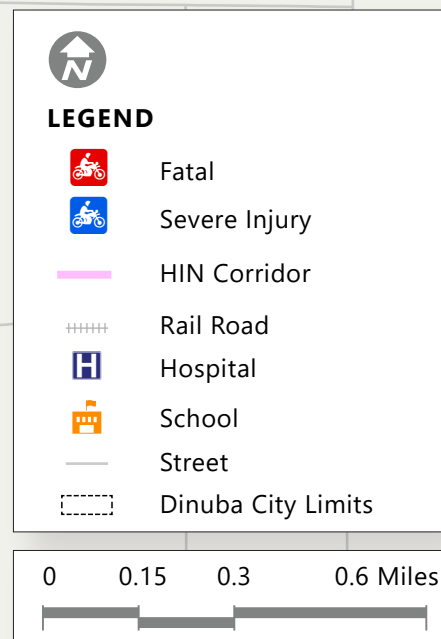 N
LEGEND
Fatal
Severe Injury
HIN Corridor
Rail Road
H Hospital
School
Street
Dinuba City Limits
0 0.15 0.3 0.6 Miles